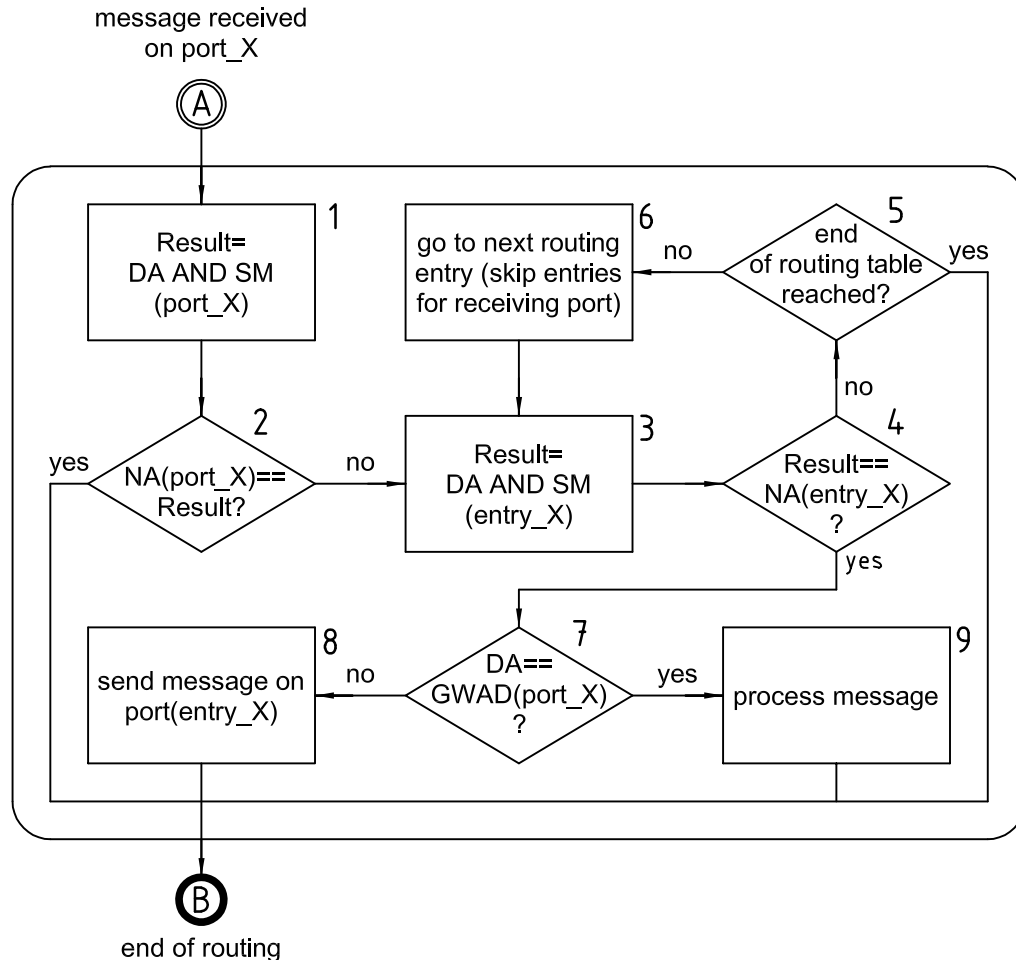 message received
on port_X
A
1
Result=
DA AND SM
(port_X)
6
go to next routing
entry (skip entries
for receiving port)
5
end
of routing table
reached?
no
yes
2
NA(port_X)==
Result?
yes
no
3
Result=
DA AND SM
(entry_X)
4
Result==
NA(entry_X)
?
no
yes
8
send message on
port(entry_X)
7
DA==
GWAD(port_X)
?
no
yes
9
process message
B
end of routing